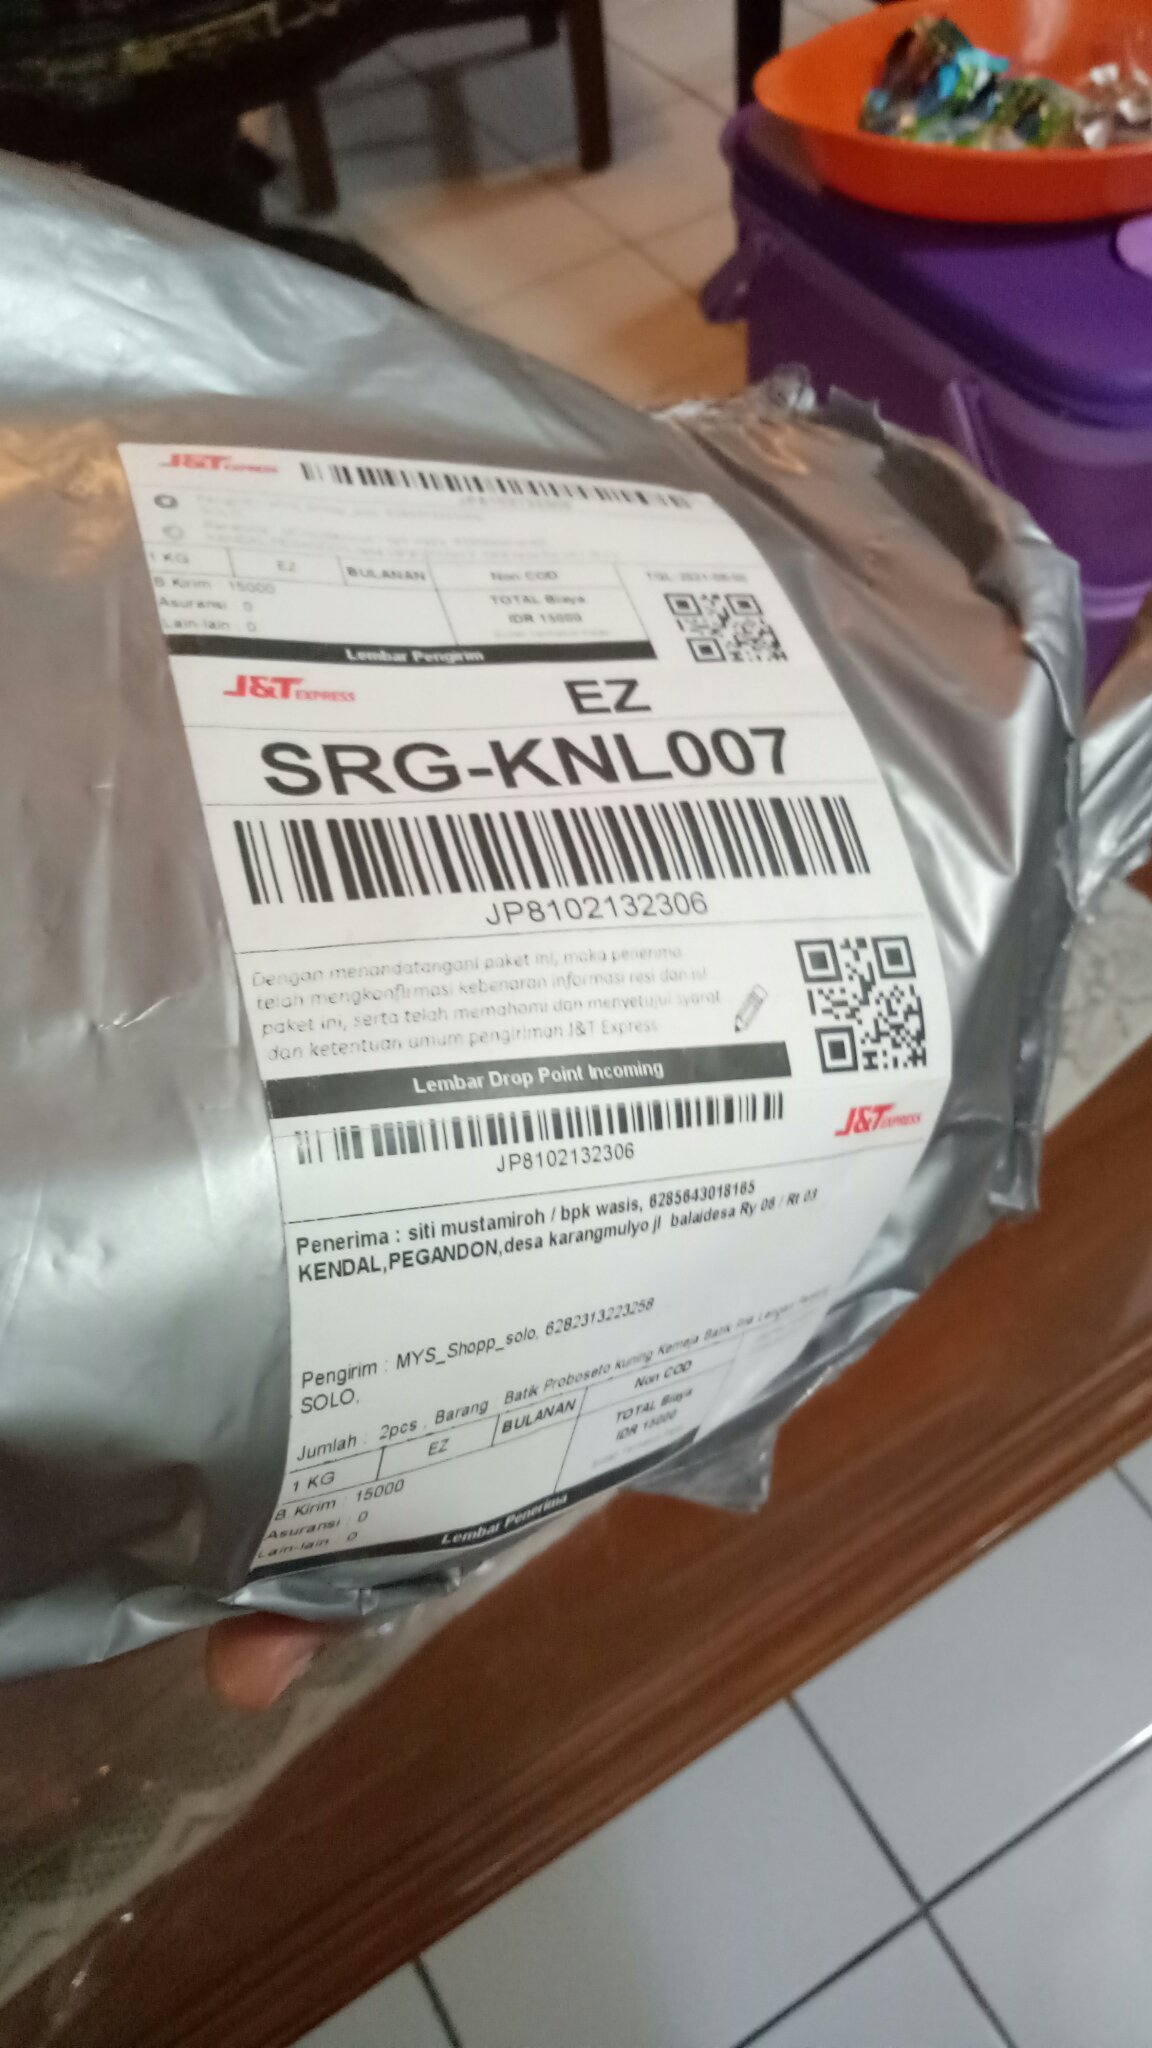 J&T EXPRESS
JP8102132306
1 KG EZ BULANAN Non COD
B.Kirim : 15000
TOTAL Biaya
Asuransi : 0
IDR 15000
Lain-lain : 0
Lembar Pengirim
J&T EXPRESS EZ
SRG-KNL007
JP8102132306
Dengan menandatangani paket ini, maka penerima
telah mengkonfirmasi kebenaran informasi resi dan isi
paket ini, serta telah memahami dan menyetujui syarat
dan ketentuan umum pengiriman J&T Express
Lembar Drop Point Incoming
JP8102132306
J&T EXPRESS
Penerima : siti mustamiroh / bpk wasis, 6285643018165
KENDAL,PEGANDON,desa karangmulyo jl balaidesa Ry 08 / Rt 03
Pengirim : MYS_Shopp_solo, 6282313223258
SOLO,
Jumlah : 2pcs , Barang : Batik Proboseto kuning Kemeja Batik Pria Lengan
1 KG EZ BULANAN Non COD
B.Kirim : 15000
TOTAL Biaya
Asuransi : 0
IDR 15000
Lain-lain : 0
Lembar Penerima